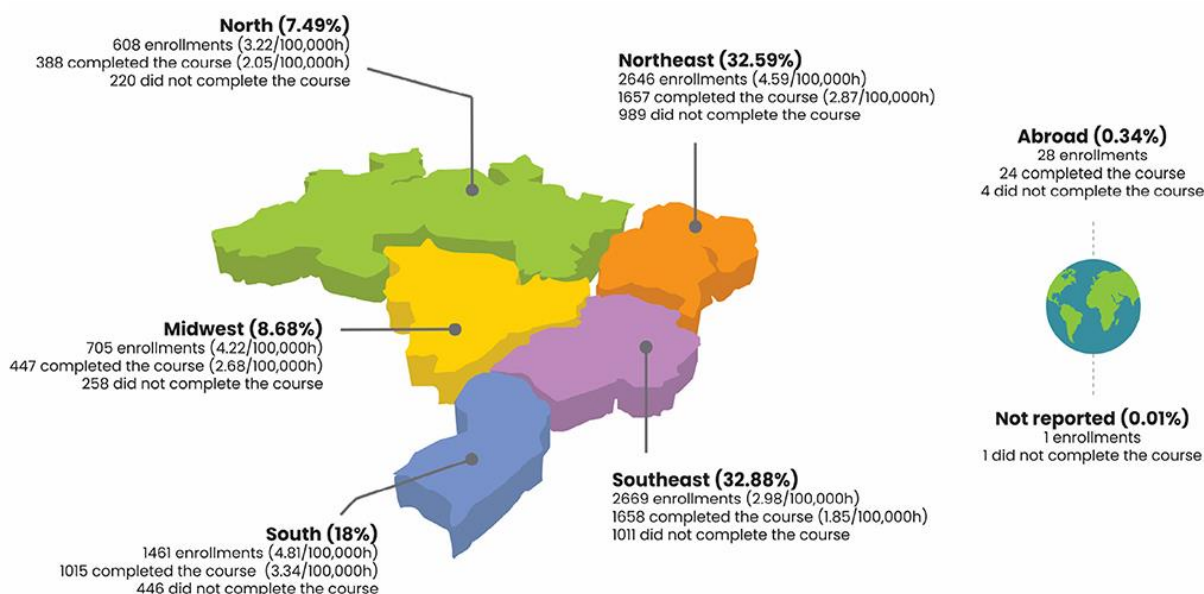 North (7.49%)
608 enrollments (3.22/100,000h)
388 completed the course (2.05/100,000h)
220 did not complete the course
Northeast (32.59%)
2646 enrollments (4.59/100,000h)
1657 completed the course (2.87/100,000h)
989 did not complete the course
Abroad (0.34%)
28 enrollments
24 completed the course
4 did not complete the course
Midwest (8.68%)
705 enrollments (4.22/100,000h)
447 completed the course (2.68/100,000h)
258 did not complete the course
Not reported (0.01%)
1 enrollments
1 did not complete the course
Southeast (32.88%)
2669 enrollments (2.98/100,000h)
1658 completed the course (1.85/100,000h)
1011 did not complete the course
South (18%)
1461 enrollments (4.81/100,000h)
1015 completed the course (3.34/100,000h)
446 did not complete the course